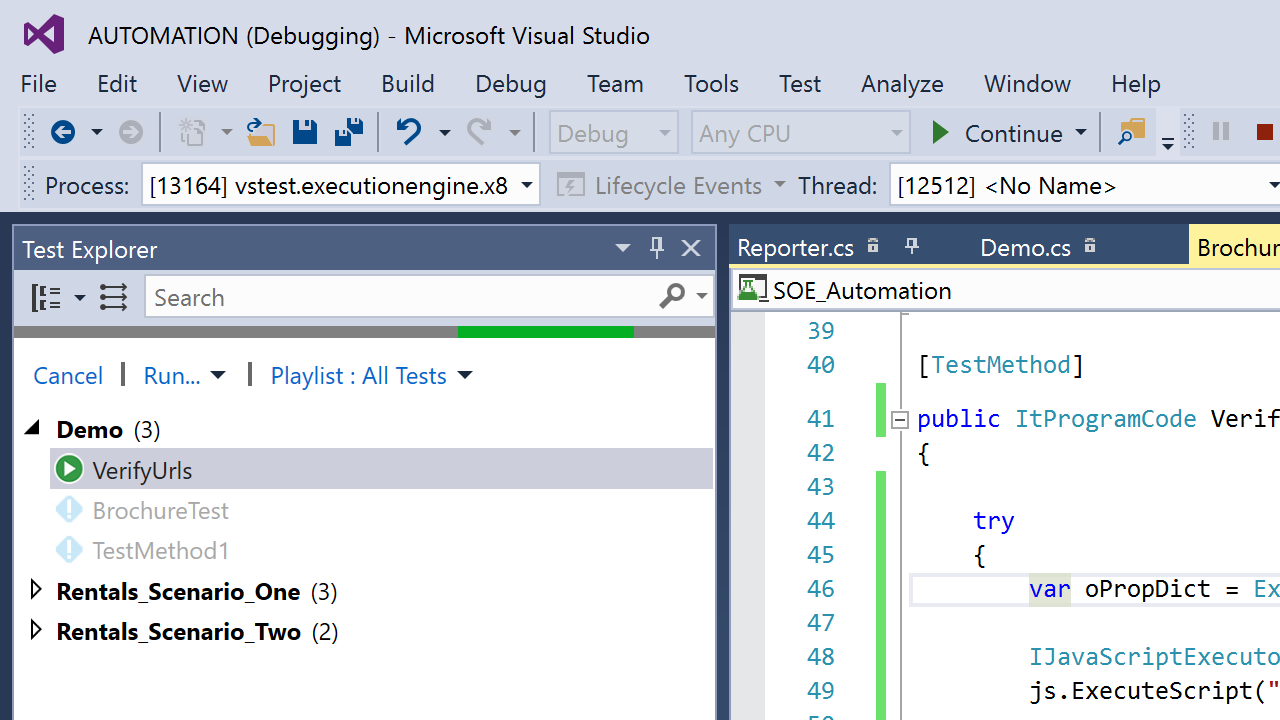 AUTOMATION (Debugging) - Microsoft Visual Studio
File Edit View Project Build Debug Team Tools Test Analyze Window Help
Debug Any CPU Continue
Process: [13164] vstest.executionengine.x8 Lifecycle Events Thread: [12512] <No Name>
Test Explorer
Search
Cancel | Run... | Playlist : All Tests
Demo (3)
VerifyUrls
BrochureTest
TestMethod1
Rentals_Scenario_One (3)
Rentals_Scenario_Two (2)
Reporter.cs Demo.cs Brochur
SOE_Automation
39
40 [TestMethod]
41 public ItProgramCode Verif
42 {
43
44 try
45 {
46 var oPropDict = Ex
47
48 IJavaScriptExecuto
49 js.ExecuteScript("